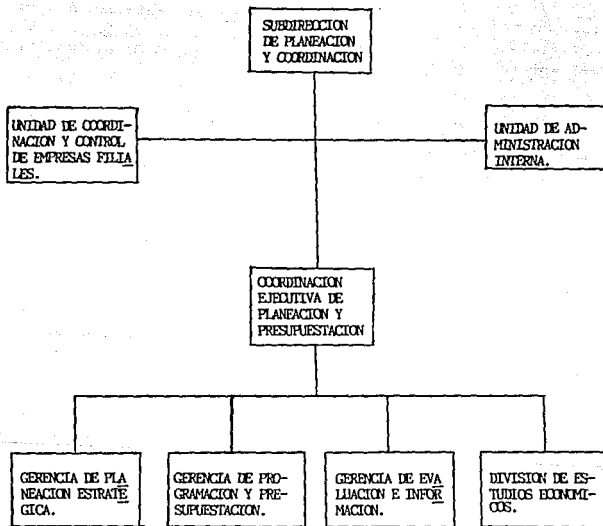 SUBDIRECCION
DE PLANEACION
Y COORDINACION
UNIDAD DE COORDI-
NACION Y CONTROL
DE EMPRESAS FILIA
LES.
UNIDAD DE AD-
MINISTRACION
INTERNA.
COORDINACION
EJECUTIVA DE
PLANEACION Y
PRESUPUESTACION
GERENCIA DE PLA
NEACION ESTRATE
GICA.
GERENCIA DE PRO-
GRAMACION Y PRE-
SUPUESTACION.
GERENCIA DE EVA
LUACION E INFOR
MACION.
DIVISION DE ES-
TUDIOS ECONOMI-
COS.